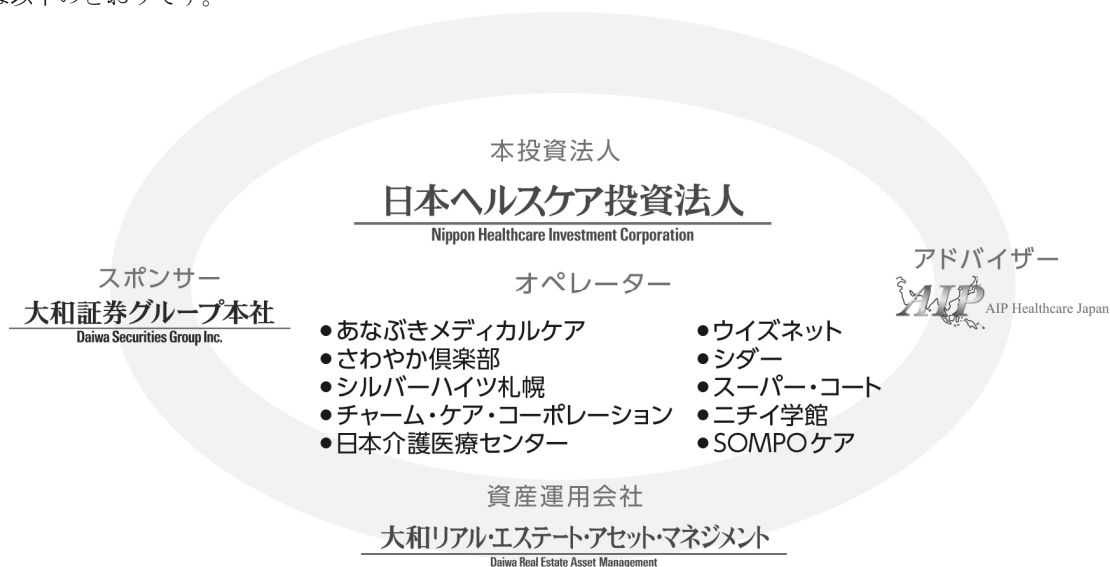 は以下のとおりです。
本投資法人
日本ヘルスケア投資法人
Nippon Healthcare Investment Corporation
スポンサー
大和証券グループ本社
Daiwa Securities Group Inc.
オペレーター
●あなぶきメディカルケア
●さわやか倶楽部
●シルバーハイツ札幌
●チャーム・ケア・コーポレーション
●日本介護医療センター
●ウイズネット
●シダー
●スーパー・コート
●ニチイ学館
●SOMPOケア
アドバイザー
AIP
AIP Healthcare Japan
資産運用会社
大和リアル・エステート・アセット・マネジメント
Daiwa Real Estate Asset Management